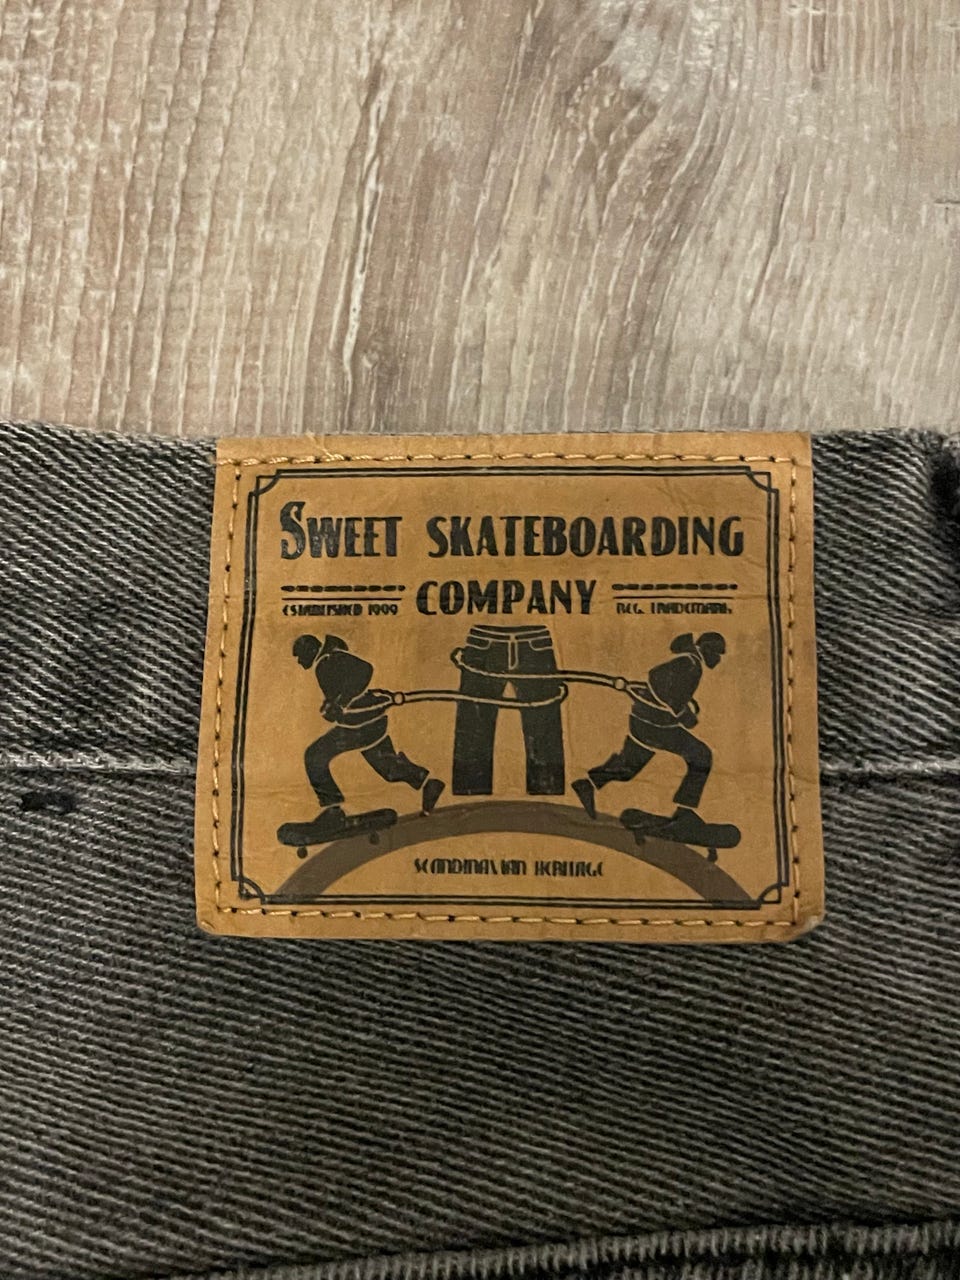 SWEET SKATEBOARDING
COMPANY
ESTABLISHED 1999
REG. TRADEMARK
SCANDINAVIAN HERITAGE